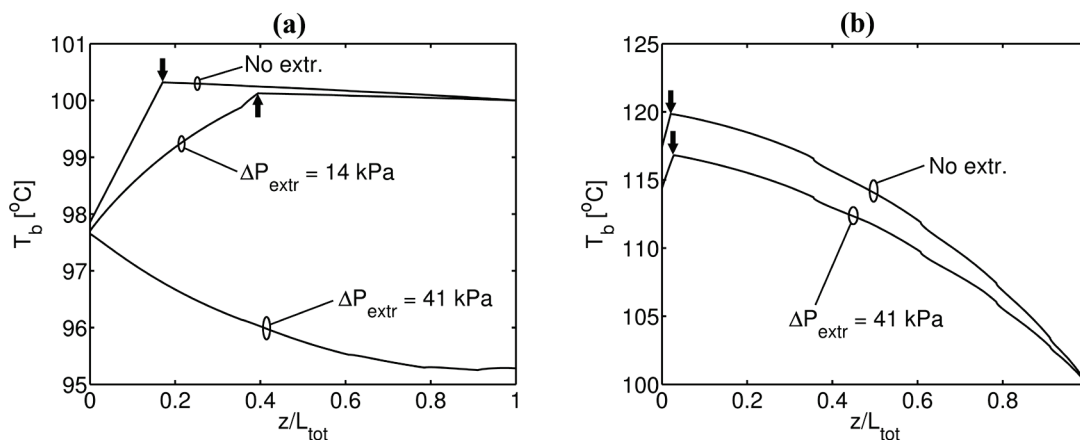 (a)
101
100
99
98
97
96
95
T_b [°C]
No extr.
ΔP_extr = 14 kPa
ΔP_extr = 41 kPa
0 0.2 0.4 0.6 0.8 1
z/L_tot
(b)
125
120
115
110
105
100
T_b [°C]
No extr.
ΔP_extr = 41 kPa
0 0.2 0.4 0.6 0.8 1
z/L_tot